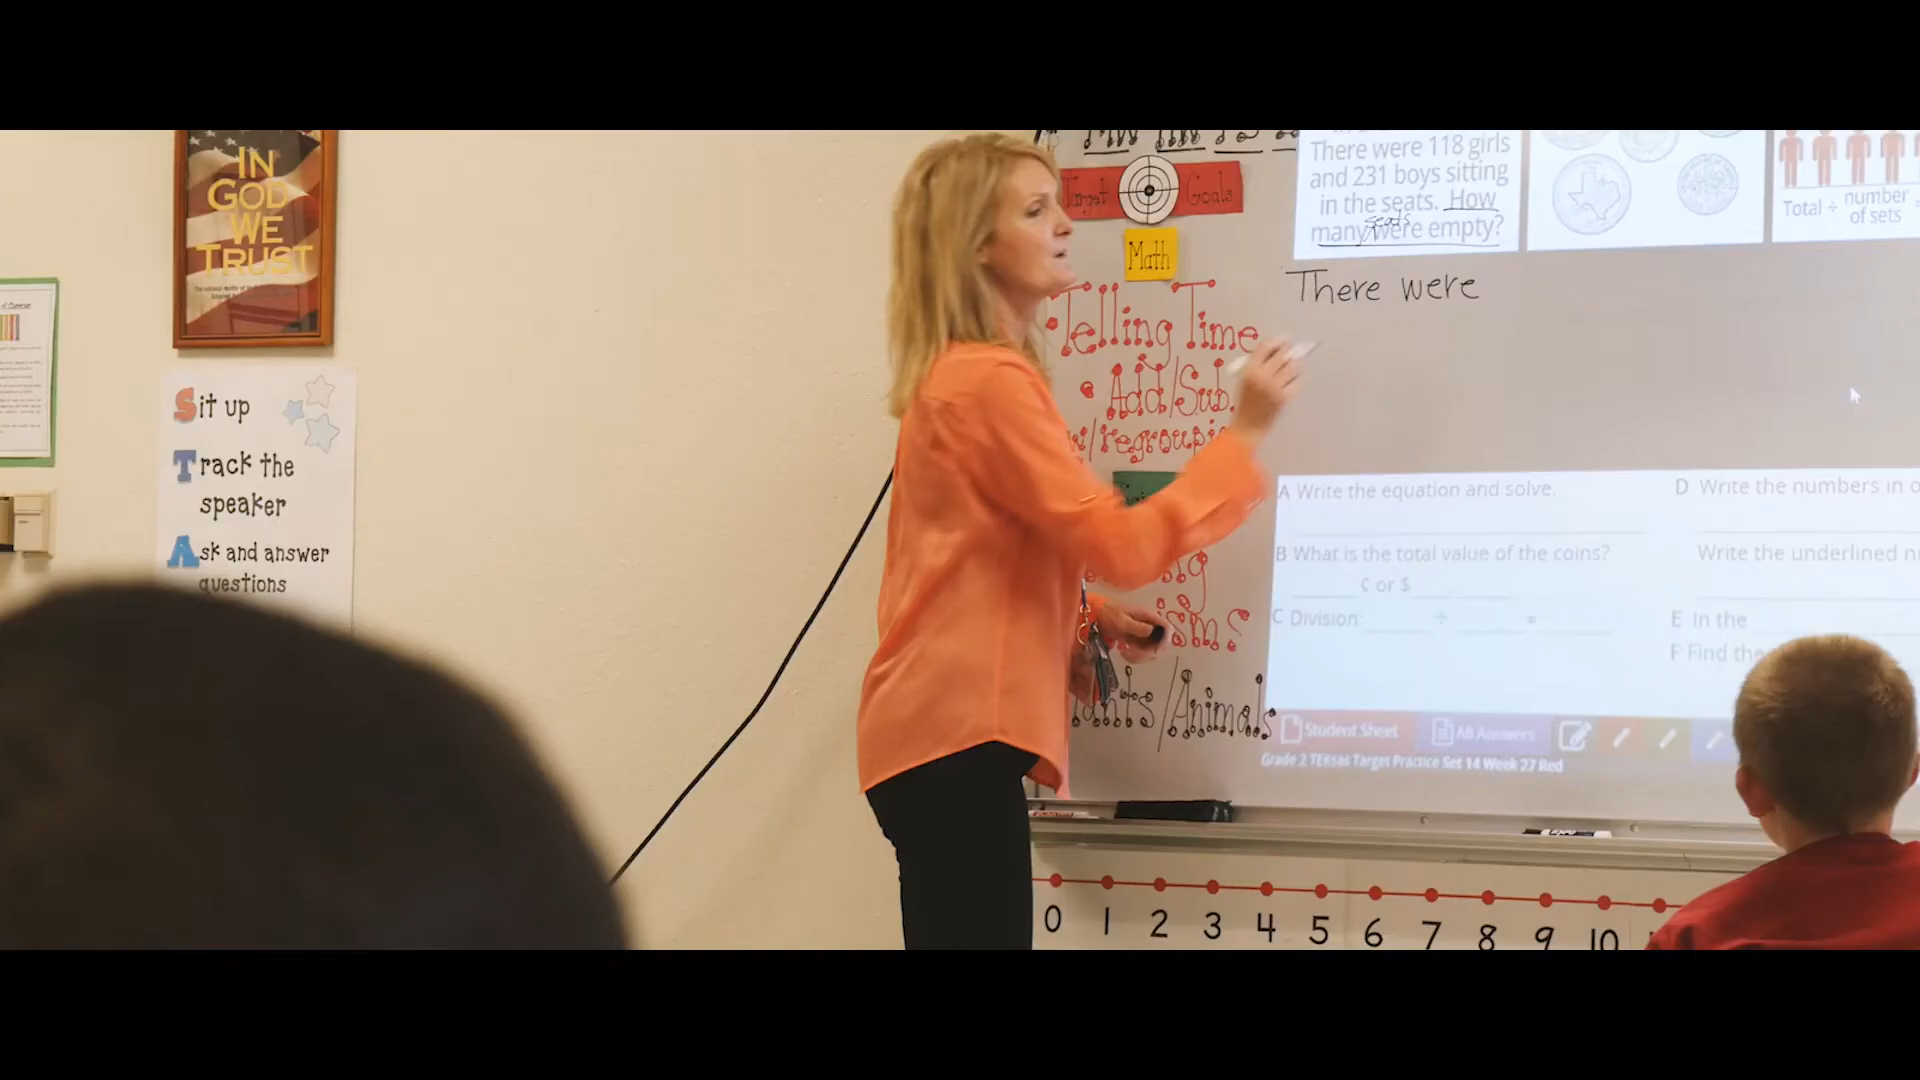 IN
GOD
WE
TRUST
Sit up
Track the
speaker
Ask and answer
questions
Target Goals
Math
Telling Time
Add/Sub.
w/regroupi
Animals
There were 118 girls
and 231 boys sitting
in the seats. How
seats
many were empty?
There were
Total ÷ number
of sets =
A Write the equation and solve.
B What is the total value of the coins?
¢ or $
C Division: ÷ =
D Write the numbers in o
Write the underlined
E In the
F Find the
Student Sheet
All Answers
Grade 2 TEKsas Target Practice Set 14 Week 27 Red
0 1 2 3 4 5 6 7 8 9 10